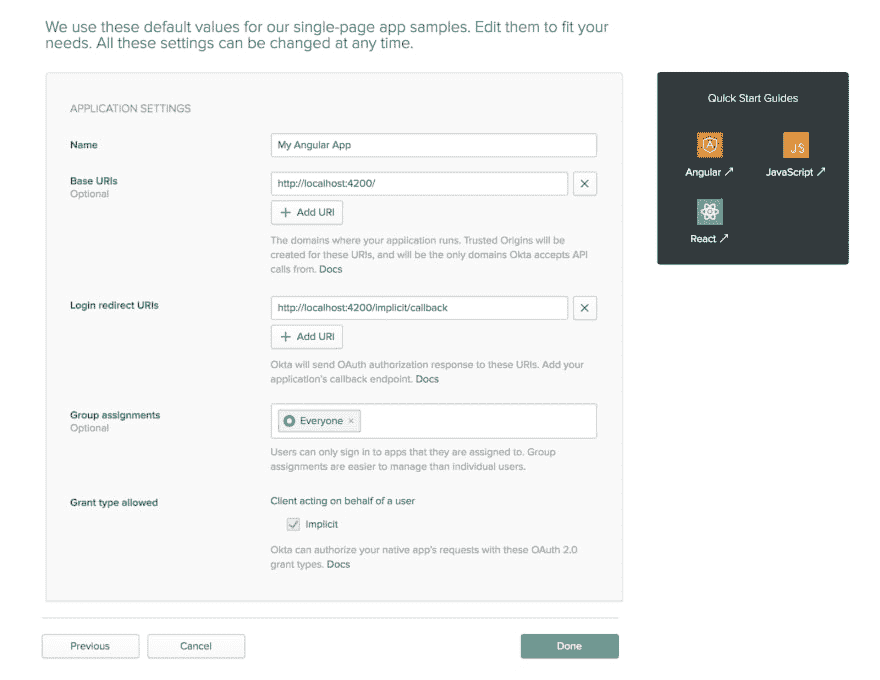 We use these default values for our single-page app samples. Edit them to fit your
needs. All these settings can be changed at any time.
APPLICATION SETTINGS
Name
My Angular App
Base URIs
Optional
http://localhost:4200/
+ Add URI
The domains where your application runs. Trusted Origins will be
created for these URIs, and will be the only domains Okta accepts API
calls from. Docs
Login redirect URIs
http://localhost:4200/implicit/callback
+ Add URI
Okta will send OAuth authorization response to these URIs. Add your
application's callback endpoint. Docs
Group assignments
Optional
Everyone ×
Users can only sign in to apps that they are assigned to. Group
assignments are easier to manage than individual users.
Grant type allowed
Client acting on behalf of a user
Implicit
Okta can authorize your native app's requests with these OAuth 2.0
grant types. Docs
Previous
Cancel
Done
Quick Start Guides
A
JS
Angular ↗
JavaScript ↗
React ↗